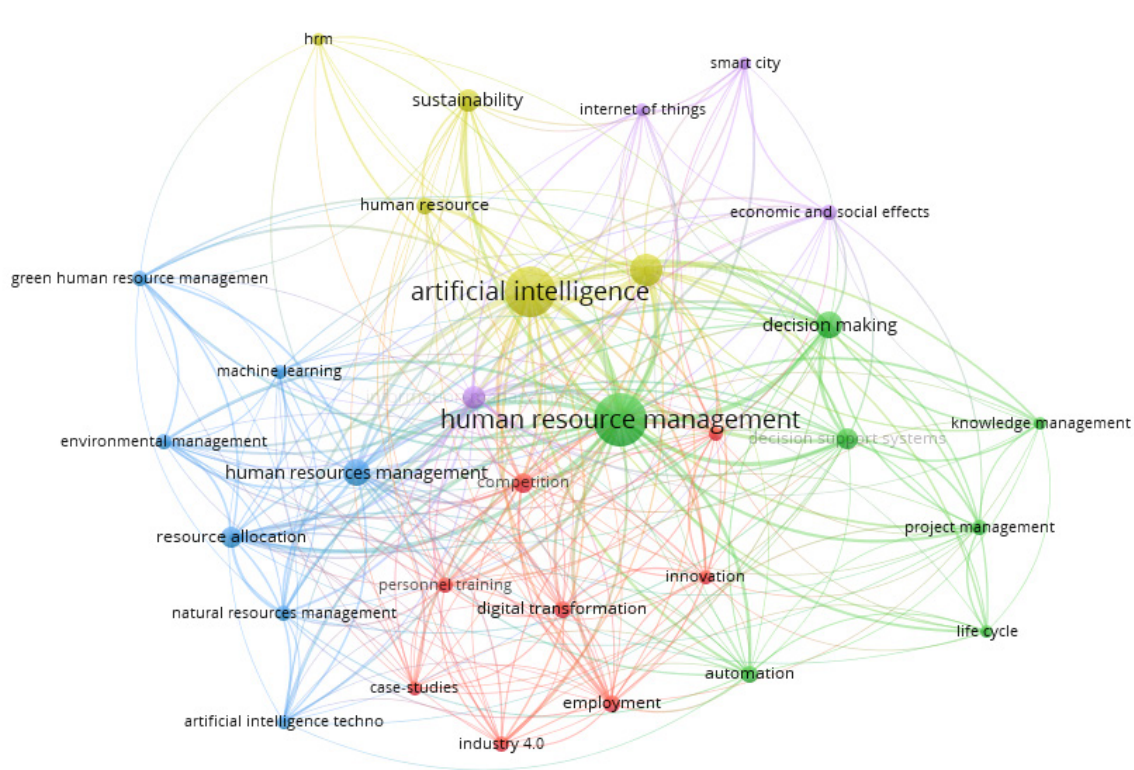 hrm
smart city
sustainability
internet of things
human resource
economic and social effects
green human resource managemen
artificial intelligence
decision making
machine learning
human resource management
knowledge management
decision support systems
environmental management
human resources management
competition
project management
resource allocation
innovation
personnel training
digital transformation
natural resources management
life cycle
automation
case-studies
employment
artificial intelligence techno
industry 4.0